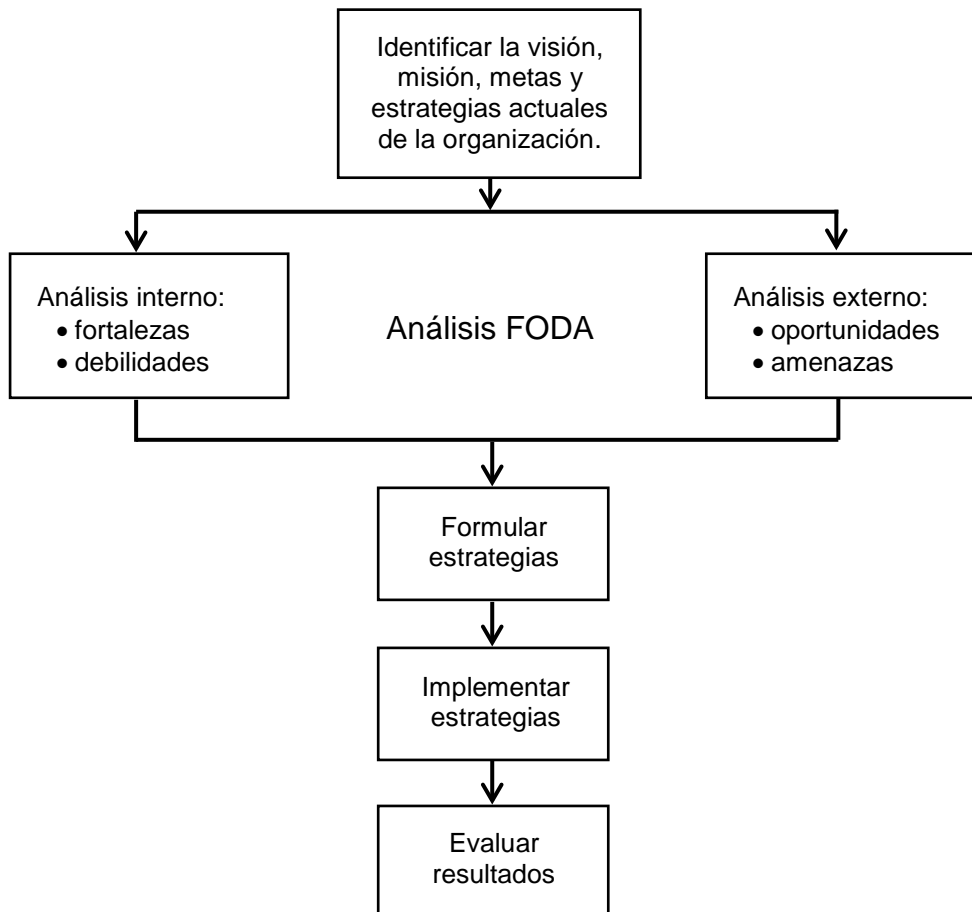 Identificar la visión,
misión, metas y
estrategias actuales
de la organización.
Análisis interno:
• fortalezas
• debilidades
Análisis FODA
Análisis externo:
• oportunidades
• amenazas
Formular
estrategias
Implementar
estrategias
Evaluar
resultados